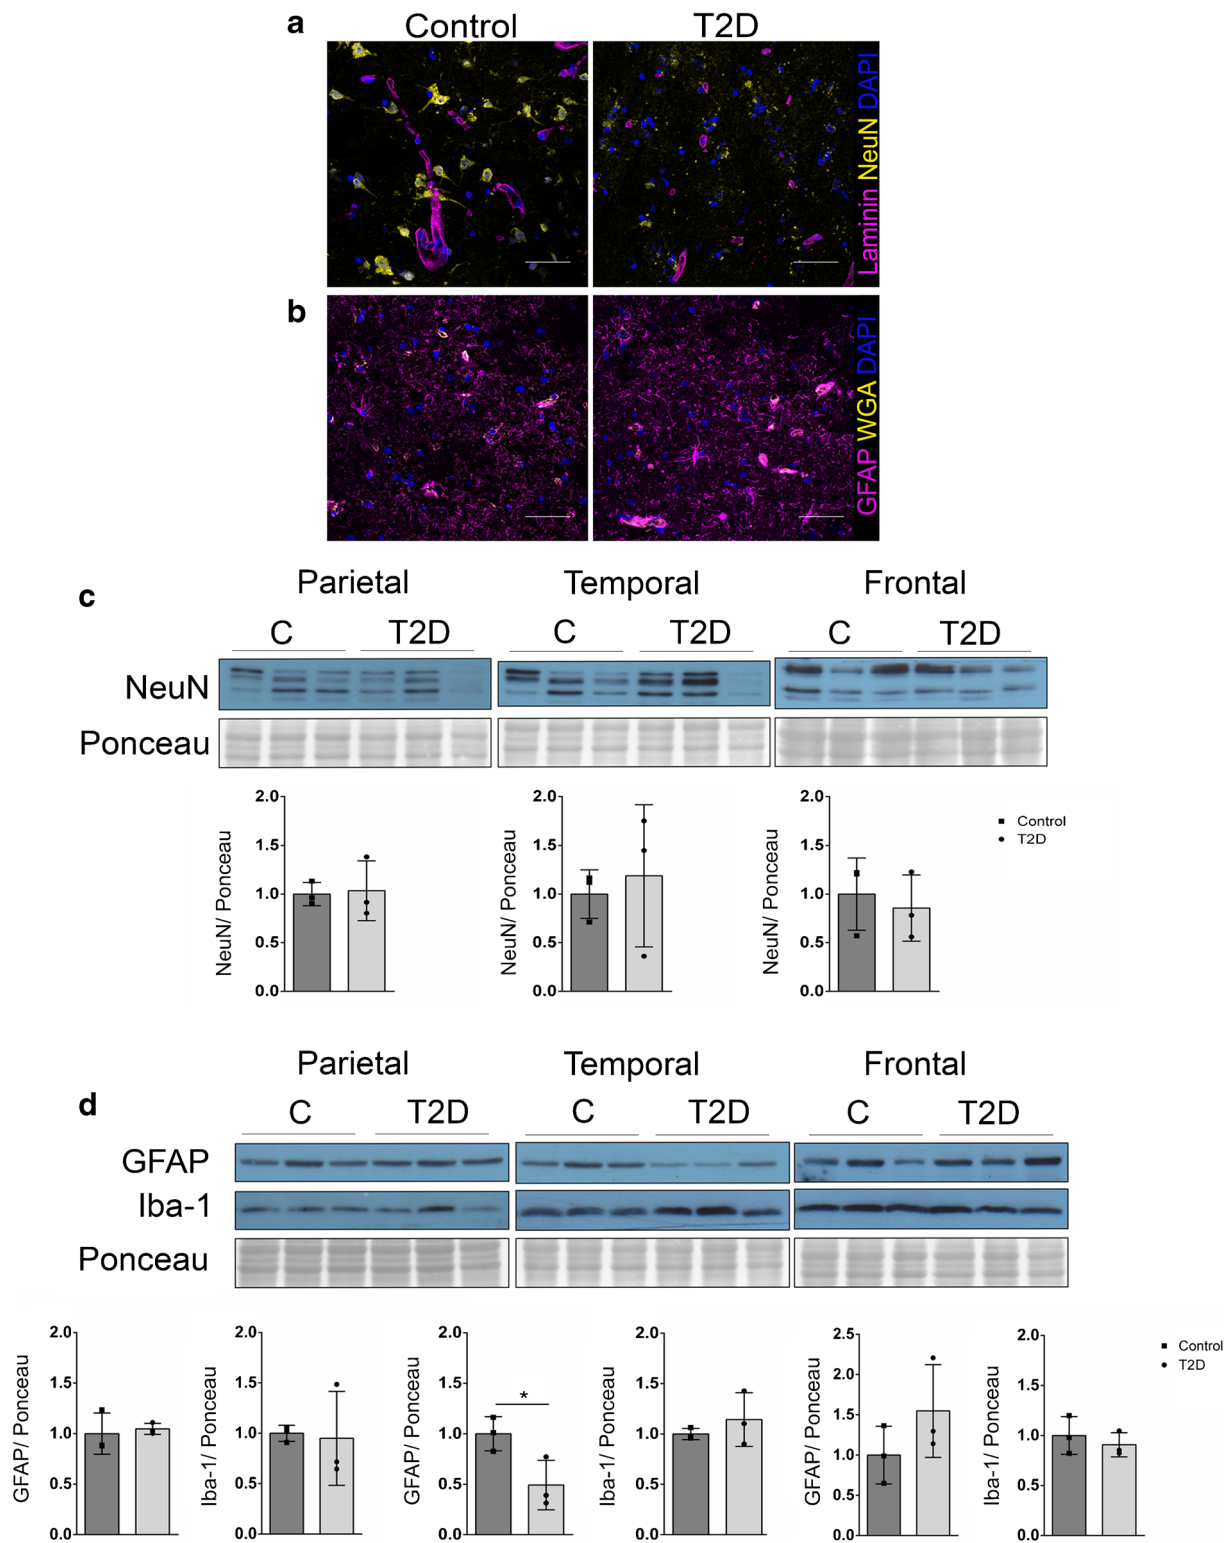 a
Control T2D
Laminin NeuN DAPI
b
GFAP WGA DAPI
c
Parietal Temporal Frontal
C T2D C T2D C T2D
NeuN
Ponceau
2.0 1.5 1.0 0.5 0.0
NeuN/ Ponceau
2.0 1.5 1.0 0.5 0.0
NeuN/ Ponceau
2.0 1.5 1.0 0.5 0.0
NeuN/ Ponceau
Control
T2D
d
Parietal Temporal Frontal
C T2D C T2D C T2D
GFAP
Iba-1
Ponceau
2.0 1.5 1.0 0.5 0.0
GFAP/ Ponceau
2.0 1.5 1.0 0.5 0.0
Iba-1/ Ponceau
2.0 1.5 1.0 0.5 0.0
GFAP/ Ponceau
*
2.0 1.5 1.0 0.5 0.0
Iba-1/ Ponceau
2.5 2.0 1.5 1.0 0.5 0.0
GFAP/ Ponceau
2.0 1.5 1.0 0.5 0.0
Iba-1/ Ponceau
Control
T2D